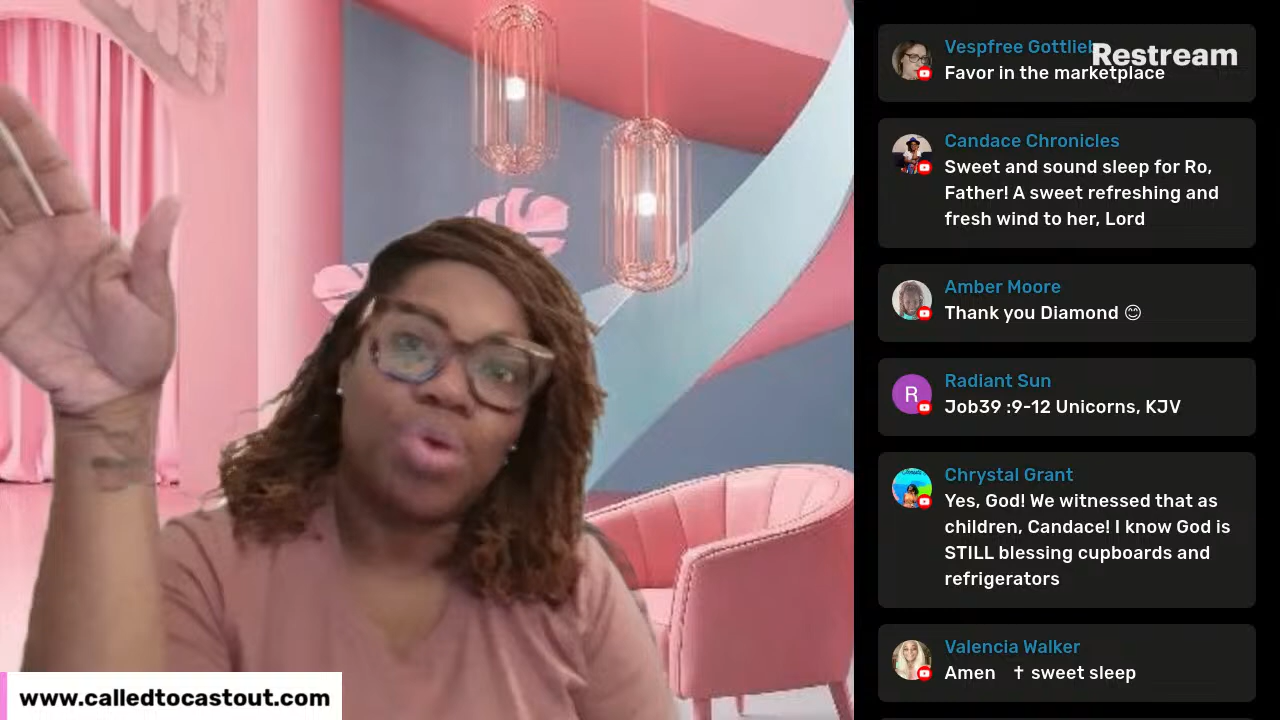 Vespfree Gottlieb
Restream
Favor in the marketplace
Candace Chronicles
Sweet and sound sleep for Ro,
Father! A sweet refreshing and
fresh wind to her, Lord
Amber Moore
Thank you Diamond 😊
Radiant Sun
R
Job39 :9-12 Unicorns, KJV
Chrystal Grant
Yes, God! We witnessed that as
children, Candace! I know God is
STILL blessing cupboards and
refrigerators
Valencia Walker
Amen ✝ sweet sleep
www.calledtocastout.com